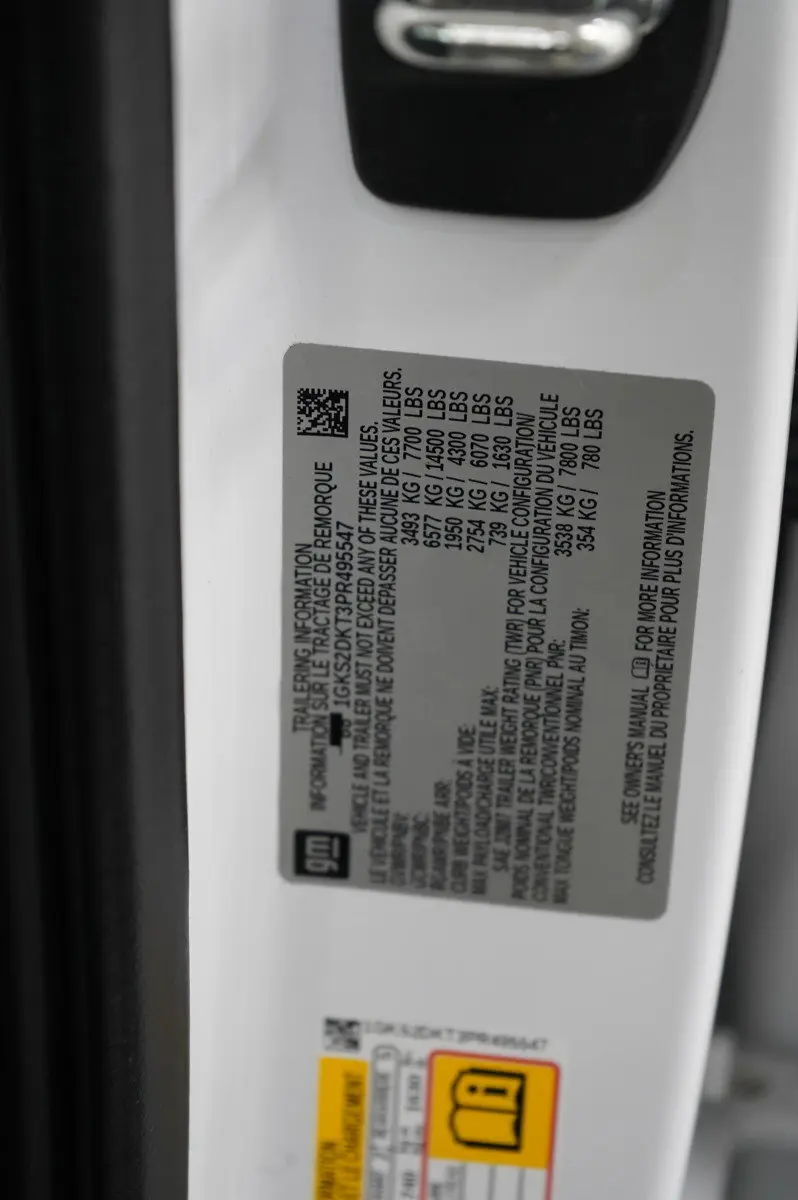 gm
TRAILERING INFORMATION
INFORMATION SUR LE TRACTAGE DE REMORQUE
1GKS2DKT3PR495547
VEHICLE AND TRAILER MUST NOT EXCEED ANY OF THESE VALUES.
LE VÉHICULE ET LA REMORQUE NE DOIVENT DÉPASSER AUCUNE DE CES VALEURS.
GVWR/PNBV: 3493 KG / 7700 LBS
GCWR/PNBC: 6577 KG / 14500 LBS
RGAWR/PNBE ARR: 1950 KG / 4300 LBS
CURB WEIGHT/POIDS À VIDE: 2754 KG / 6070 LBS
MAX PAYLOAD/CHARGE UTILE MAX: 739 KG / 1630 LBS
SAE J2807 TRAILER WEIGHT RATING (TWR) FOR VEHICLE CONFIGURATION/
POIDS NOMINAL DE LA REMORQUE (PNR) POUR LA CONFIGURATION DU VÉHICULE
CONVENTIONAL TWR/CONVENTIONNEL PNR: 3538 KG / 7800 LBS
MAX TONGUE WEIGHT/POIDS NOMINAL AU TIMON: 354 KG / 780 LBS
SEE OWNER'S MANUAL FOR MORE INFORMATION
CONSULTEZ LE MANUEL DU PROPRIÉTAIRE POUR PLUS D'INFORMATIONS.
1GKS2DKT3PR495547
RMATION
ET LE CHARGEMENT